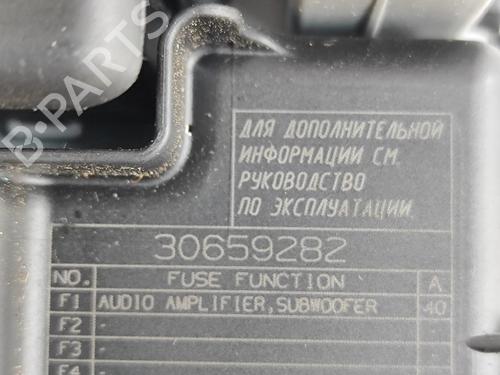 B-PARTS
ДЛЯ ДОПОЛНИТЕЛЬНОЙ
ИНФОРМАЦИИ СМ.
РУКОВОДСТВО
ПО ЭКСПЛУАТАЦИИ.
30659282
NO. FUSE FUNCTION A
F1 AUDIO AMPLIFIER,SUBWOOFER 40
F2 -
F3 -
F4 -